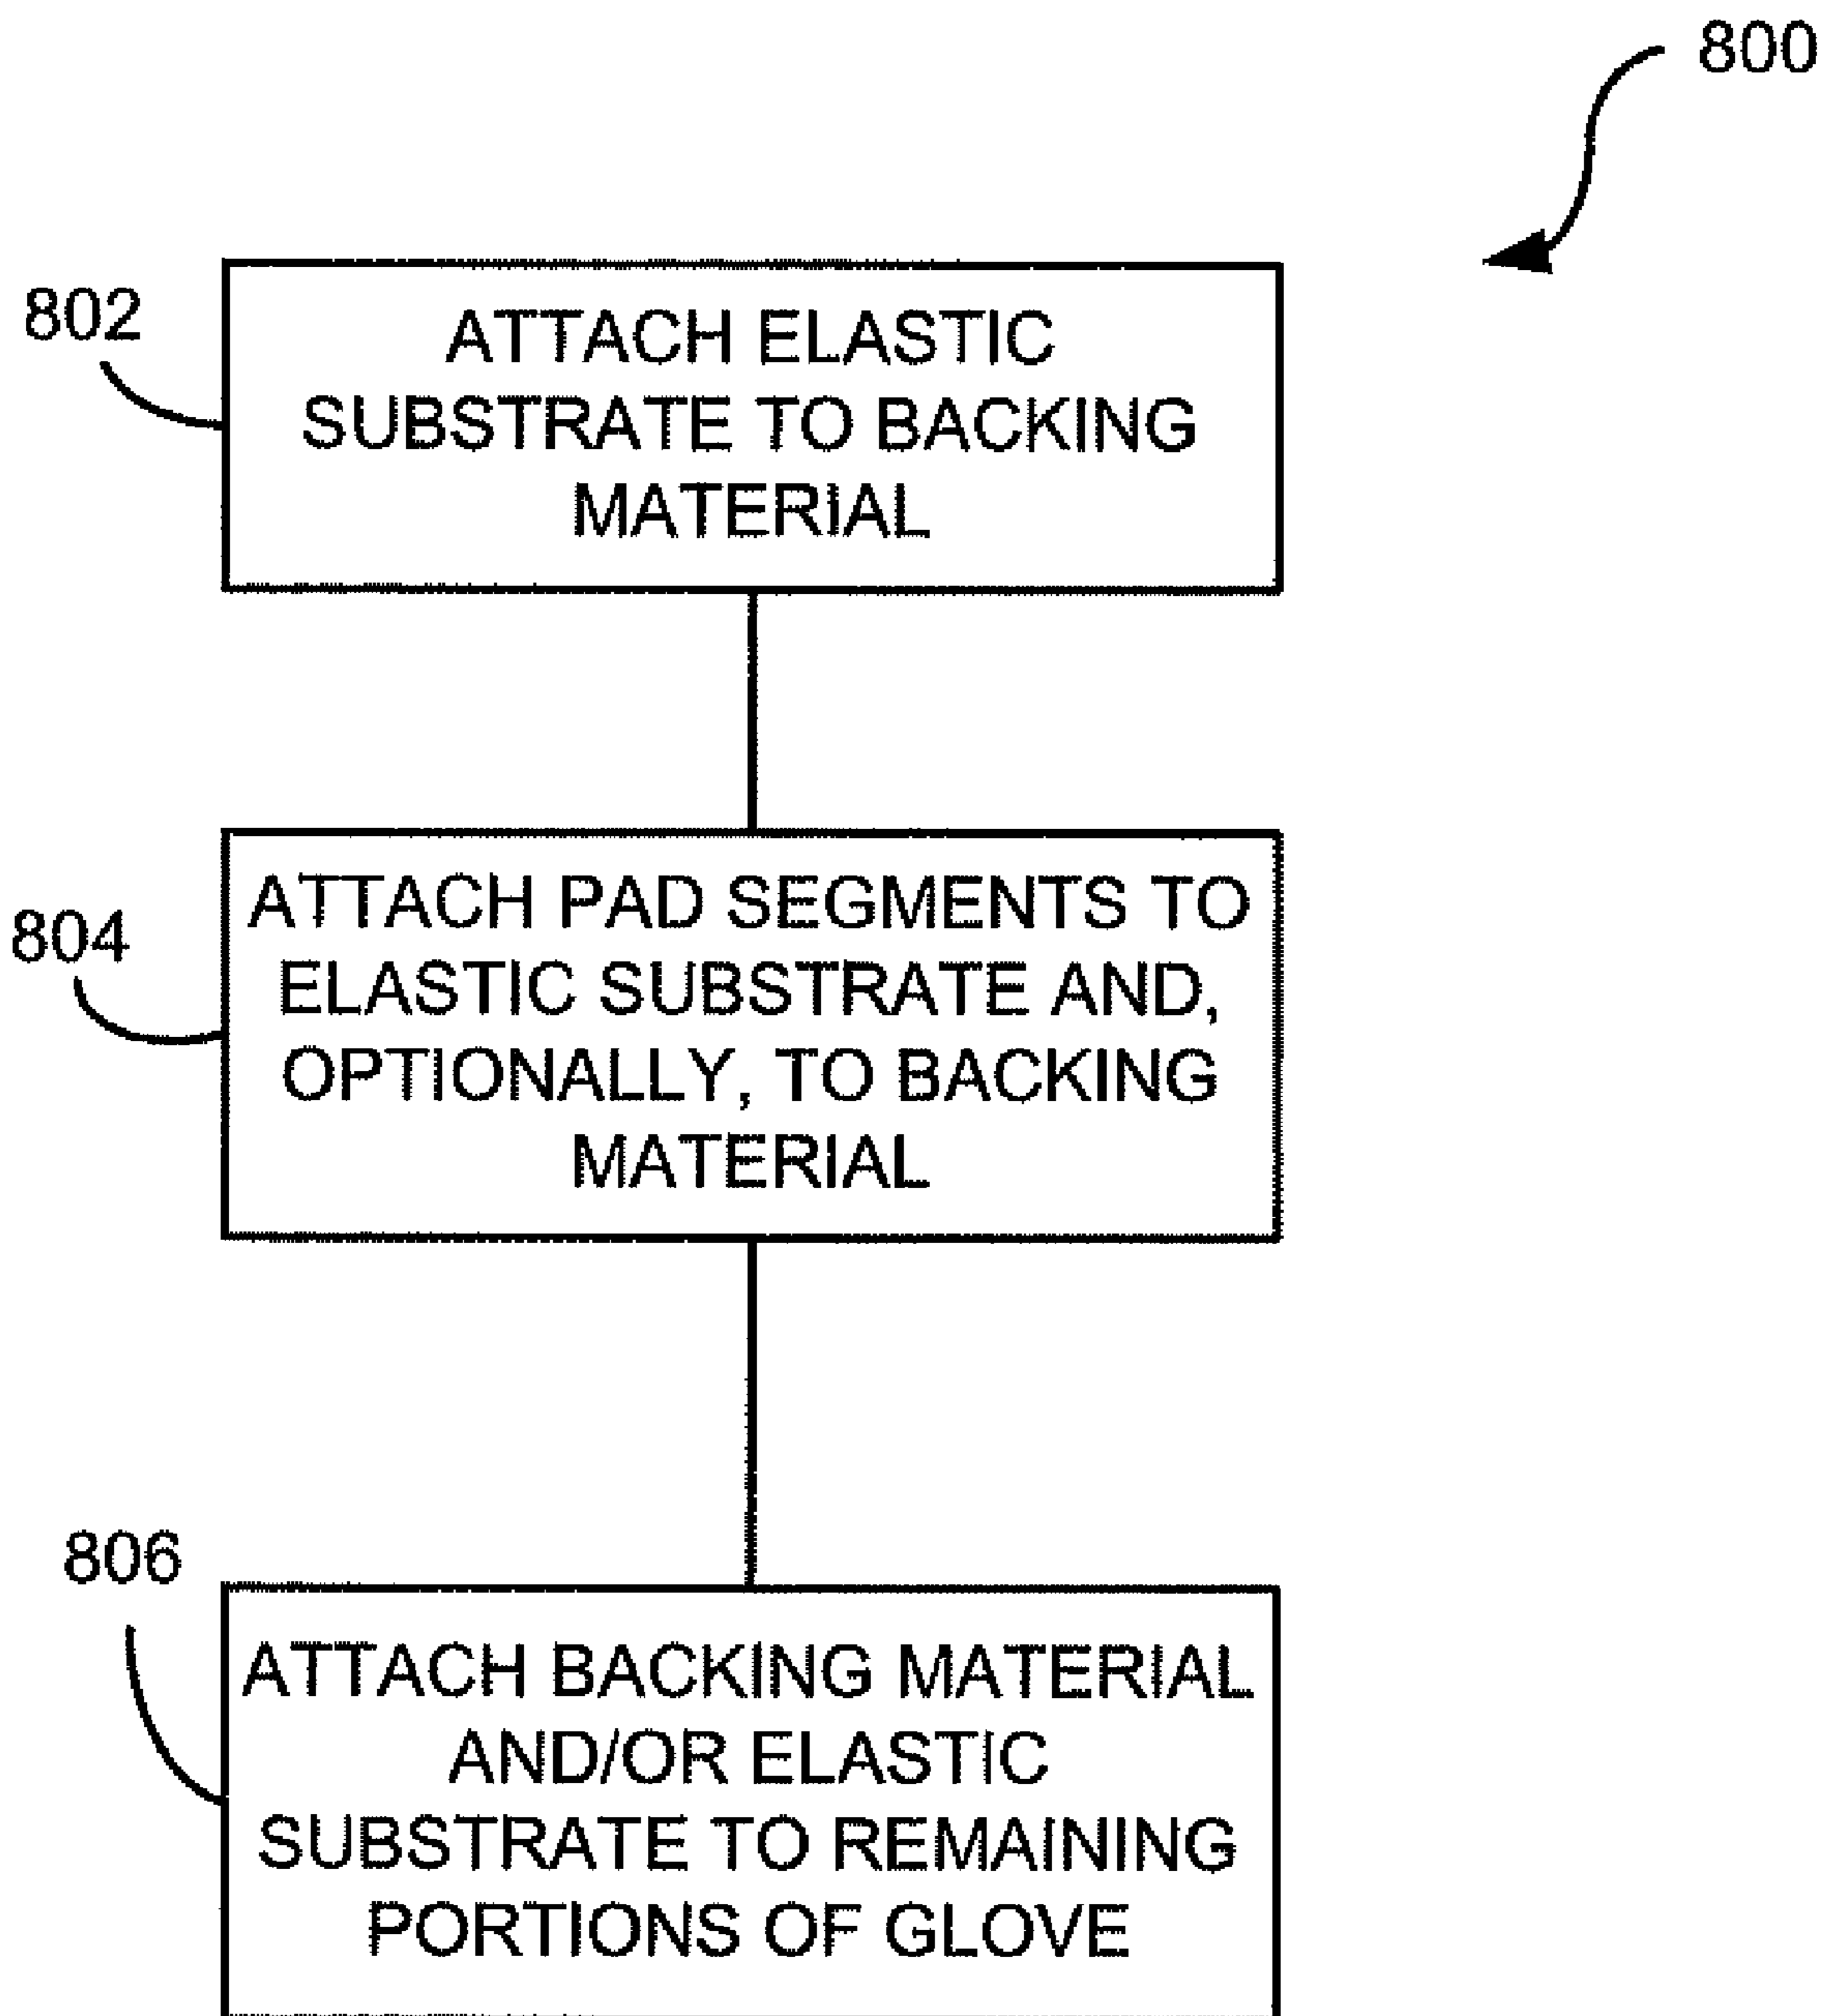 800
802
ATTACH ELASTIC
SUBSTRATE TO BACKING
MATERIAL
804
ATTACH PAD SEGMENTS TO
ELASTIC SUBSTRATE AND,
OPTIONALLY, TO BACKING
MATERIAL
806
ATTACH BACKING MATERIAL
AND/OR ELASTIC
SUBSTRATE TO REMAINING
PORTIONS OF GLOVE